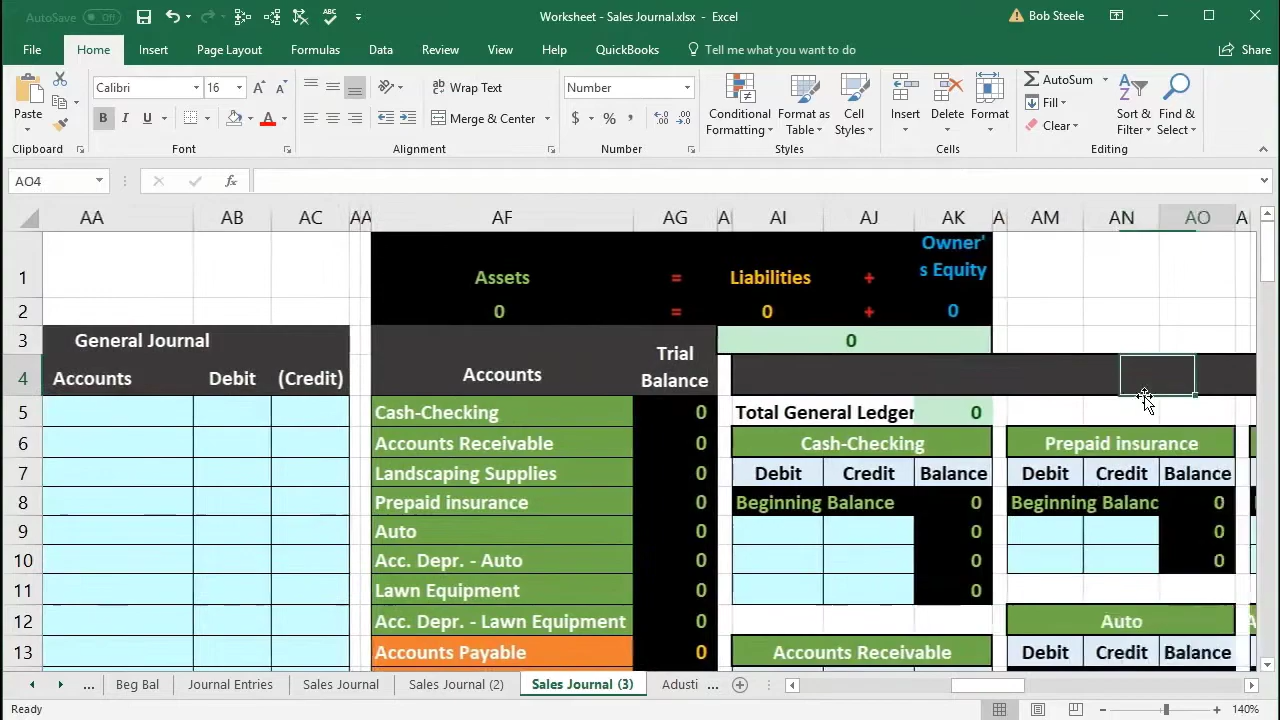 AutoSave Off Worksheet - Sales Journal.xlsx - Excel Bob Steele
File Home Insert Page Layout Formulas Data Review View Help QuickBooks Tell me what you want to do Share
Paste
Calibri 16
B I U
Wrap Text
Merge & Center
Number
$ % ,
Conditional Formatting
Format as Table
Cell Styles
Insert Delete Format
AutoSum
Fill
Clear
Sort & Filter
Find & Select
Clipboard Font Alignment Number Styles Cells Editing
AO4 fx
AA AB AC AF AG AI AJ AK AM AN AO
1 Assets = Liabilities + Owner's Equity
2 0 = 0 + 0
3 General Journal 0
4 Accounts Debit (Credit) Accounts Trial Balance
5 Cash-Checking 0 Total General Ledger 0
6 Accounts Receivable 0 Cash-Checking Prepaid insurance
7 Landscaping Supplies 0 Debit Credit Balance Debit Credit Balance
8 Prepaid insurance 0 Beginning Balance 0 Beginning Balanc 0
9 Auto 0 0 0
10 Acc. Depr. - Auto 0 0 0
11 Lawn Equipment 0 0
12 Acc. Depr. - Lawn Equipment 0 Auto
13 Accounts Payable 0 Accounts Receivable Debit Credit Balance
... Beg Bal Journal Entries Sales Journal Sales Journal (2) Sales Journal (3) Adusti ...
Ready 140%